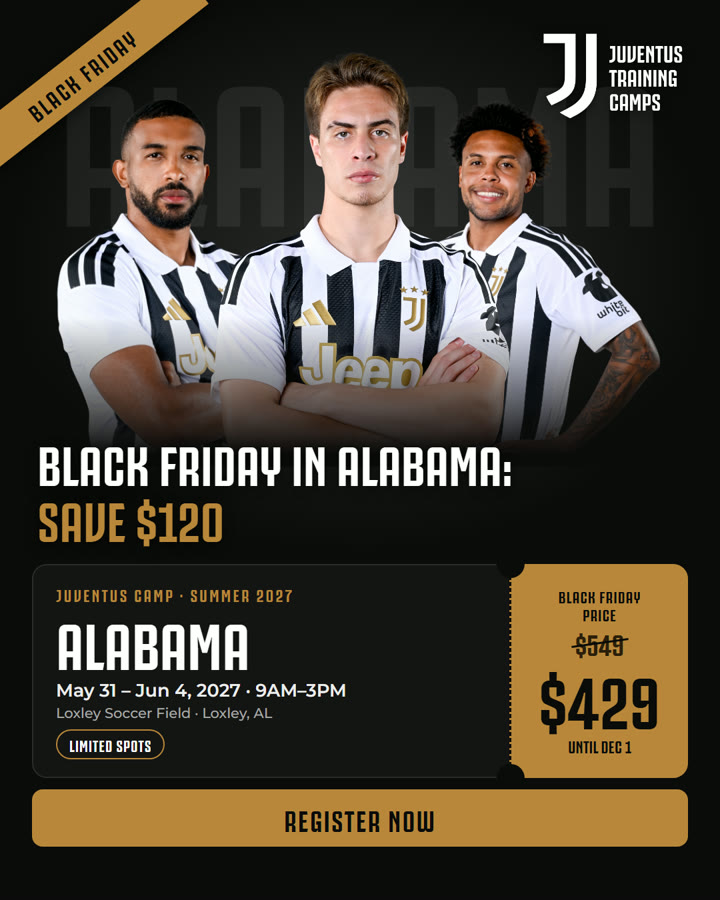 BLACK FRIDAY
JUVENTUS
TRAINING
CAMPS
ALABAMA
Jeep
whitebit
BLACK FRIDAY IN ALABAMA:
SAVE $120
JUVENTUS CAMP · SUMMER 2027
ALABAMA
May 31 – Jun 4, 2027 · 9AM–3PM
Loxley Soccer Field · Loxley, AL
LIMITED SPOTS
BLACK FRIDAY
PRICE
$549
$429
UNTIL DEC 1
REGISTER NOW